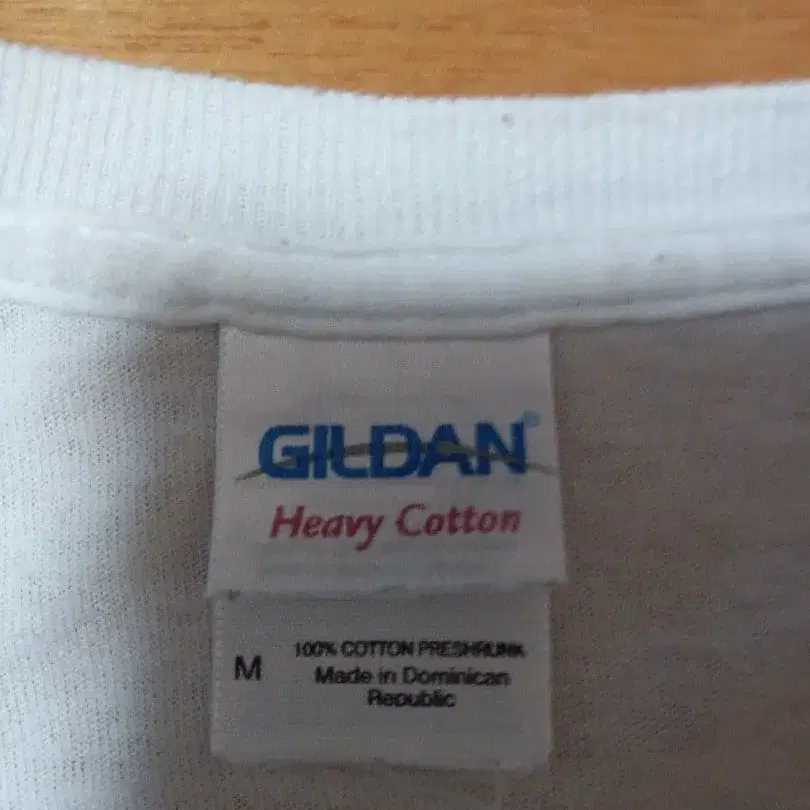 GILDAN®
Heavy Cotton
M
100% COTTON PRESHRUNK
Made in Dominican
Republic